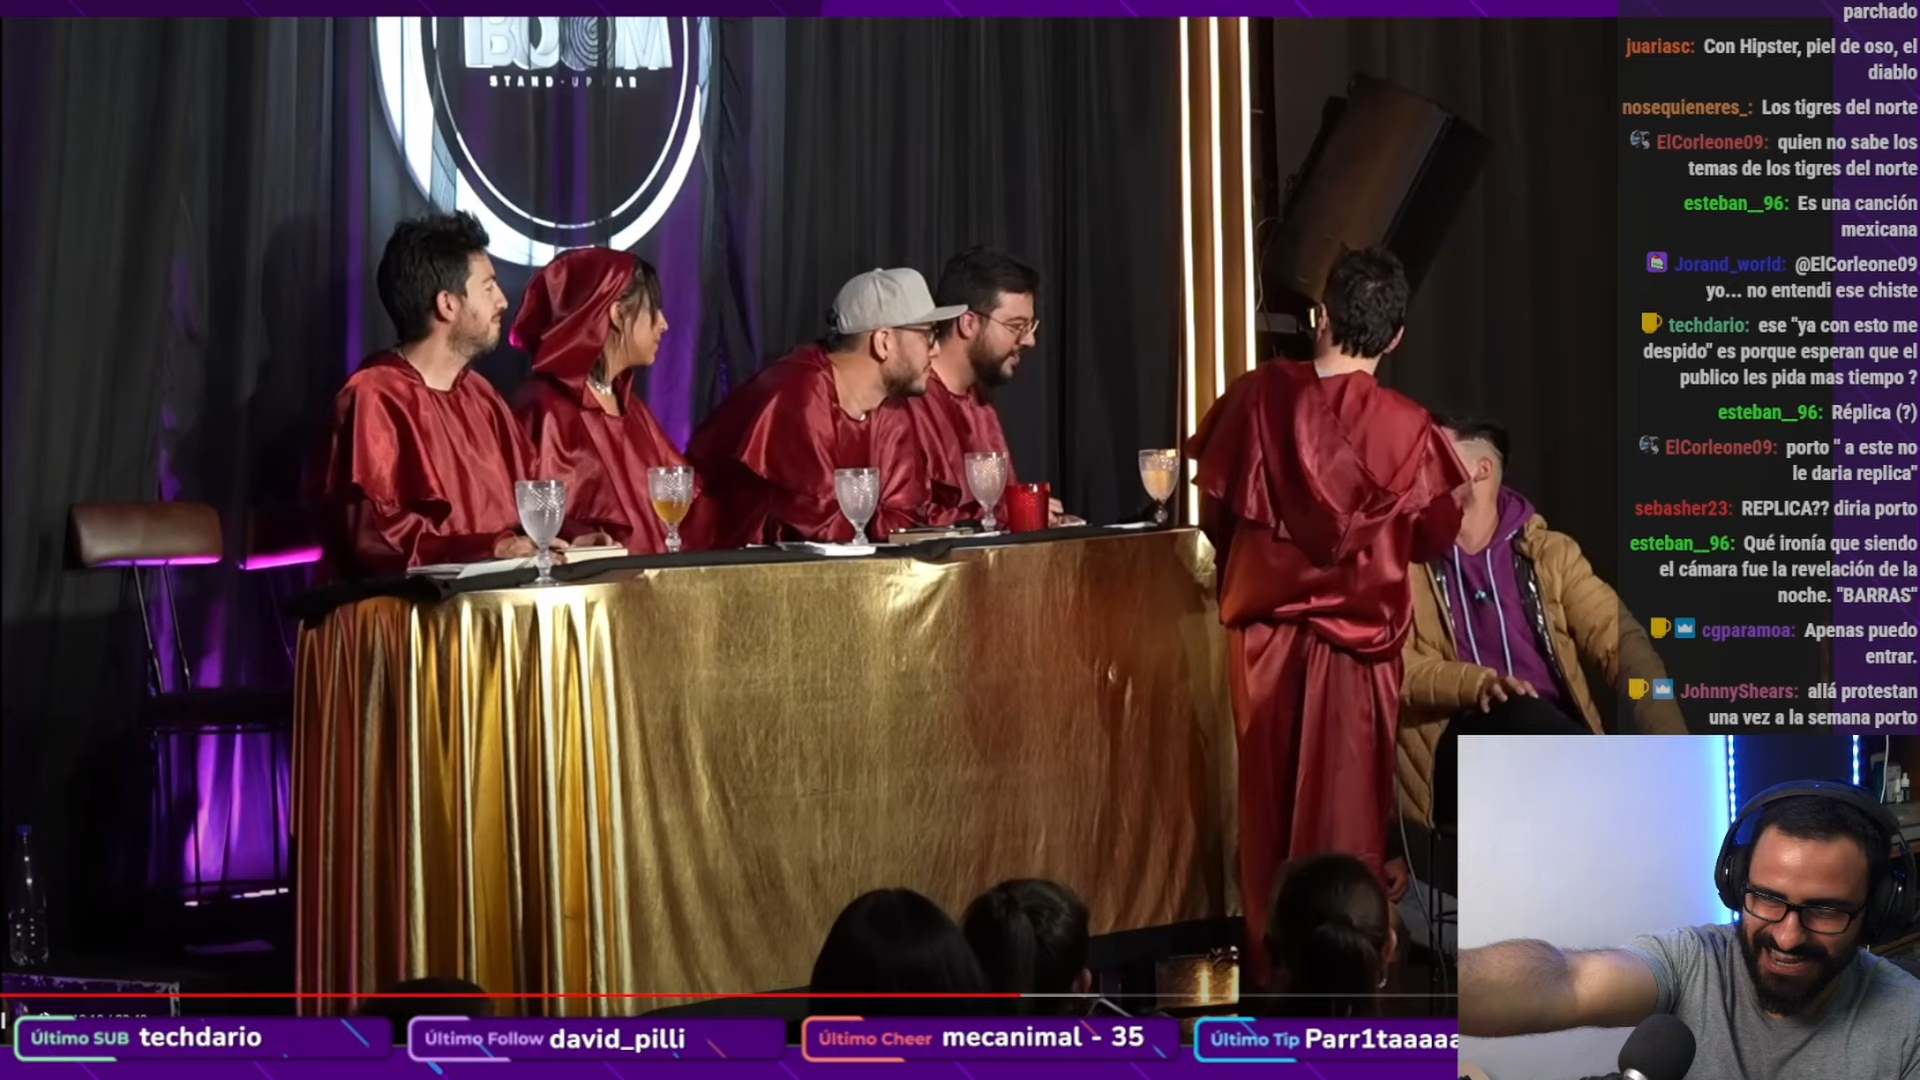 BOOM
STAND-UP BAR
parchado
juariasc: Con Hipster, piel de oso, el
diablo
nosequieneres_: Los tigres del norte
ElCorleone09: quien no sabe los
temas de los tigres del norte
esteban__96: Es una canción
mexicana
Jorand_world: @ElCorleone09
yo... no entendi ese chiste
techdario: ese "ya con esto me
despido" es porque esperan que el
publico les pida mas tiempo ?
esteban__96: Réplica (?)
ElCorleone09: porto " a este no
le daria replica"
sebasher23: REPLICA?? diria porto
esteban__96: Qué ironía que siendo
el cámara fue la revelación de la
noche. "BARRAS"
cgparamoa: Apenas puedo
entrar.
JohnnyShears: allá protestan
una vez a la semana porto
Último SUB techdario
Último Follow david_pilli
Último Cheer mecanimal - 35
Último Tip Parr1taaaaa